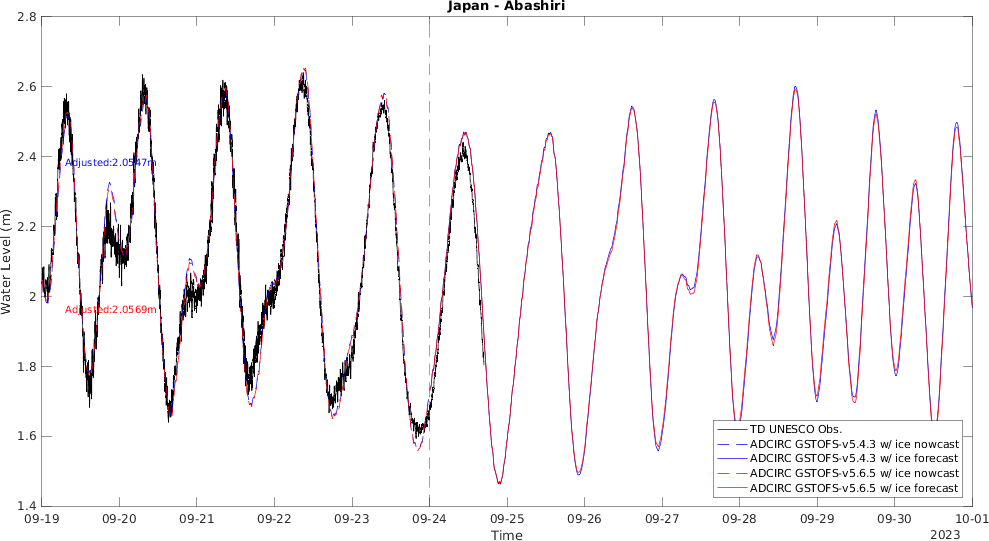 Japan - Abashiri
2.8
2.6
2.4
2.2
2
1.8
1.6
1.4
Water Level (m)
Adjusted:2.0547m
Adjusted:2.0569m
TD UNESCO Obs.
ADCIRC GSTOFS-v5.4.3 w/ ice nowcast
ADCIRC GSTOFS-v5.4.3 w/ ice forecast
ADCIRC GSTOFS-v5.6.5 w/ ice nowcast
ADCIRC GSTOFS-v5.6.5 w/ ice forecast
09-19 09-20 09-21 09-22 09-23 09-24 09-25 09-26 09-27 09-28 09-29 09-30 10-01
Time
2023